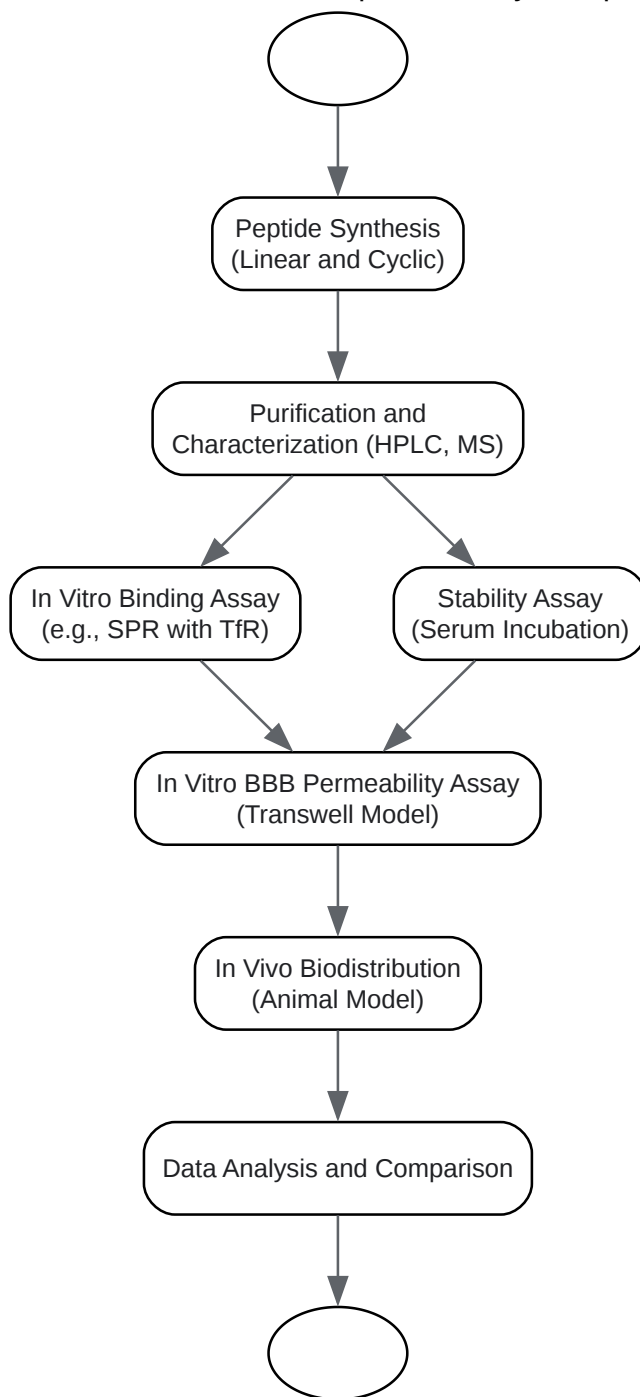 Peptide Synthesis
(Linear and Cyclic)
Purification and
Characterization (HPLC, MS)
In Vitro Binding Assay
(e.g., SPR with TfR)
Stability Assay
(Serum Incubation)
In Vitro BBB Permeability Assay
(Transwell Model)
In Vivo Biodistribution
(Animal Model)
Data Analysis and Comparison